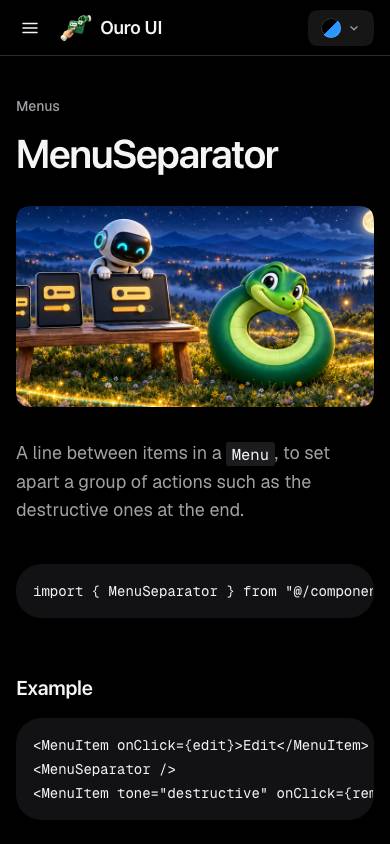 Ouro UI
Menus
MenuSeparator
A line between items in a Menu, to set
apart a group of actions such as the
destructive ones at the end.
import { MenuSeparator } from "@/componen
Example
<MenuItem onClick={edit}>Edit</MenuItem>
<MenuSeparator />
<MenuItem tone="destructive" onClick={rem